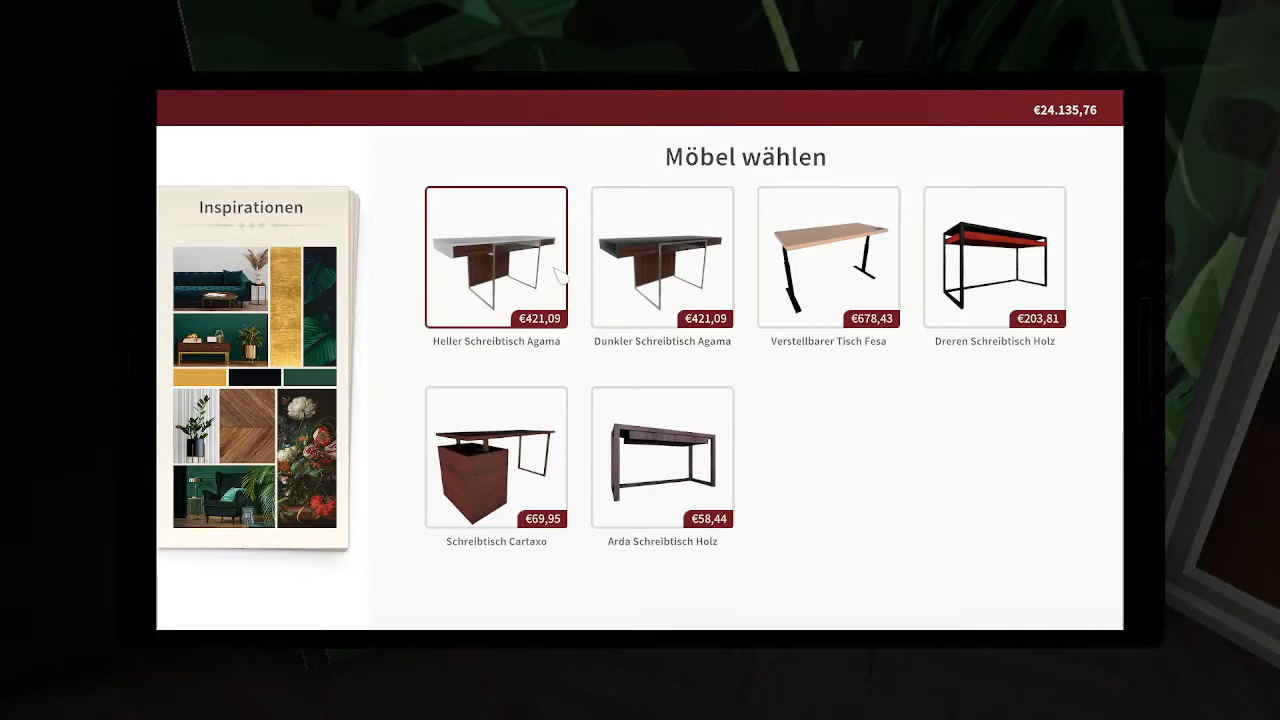 €24.135,76
Möbel wählen
Inspirationen
€421,09
€421,09
€678,43
€203,81
Heller Schreibtisch Agama
Dunkler Schreibtisch Agama
Verstellbarer Tisch Fesa
Dreren Schreibtisch Holz
€69,95
€58,44
Schreibtisch Cartaxo
Arda Schreibtisch Holz